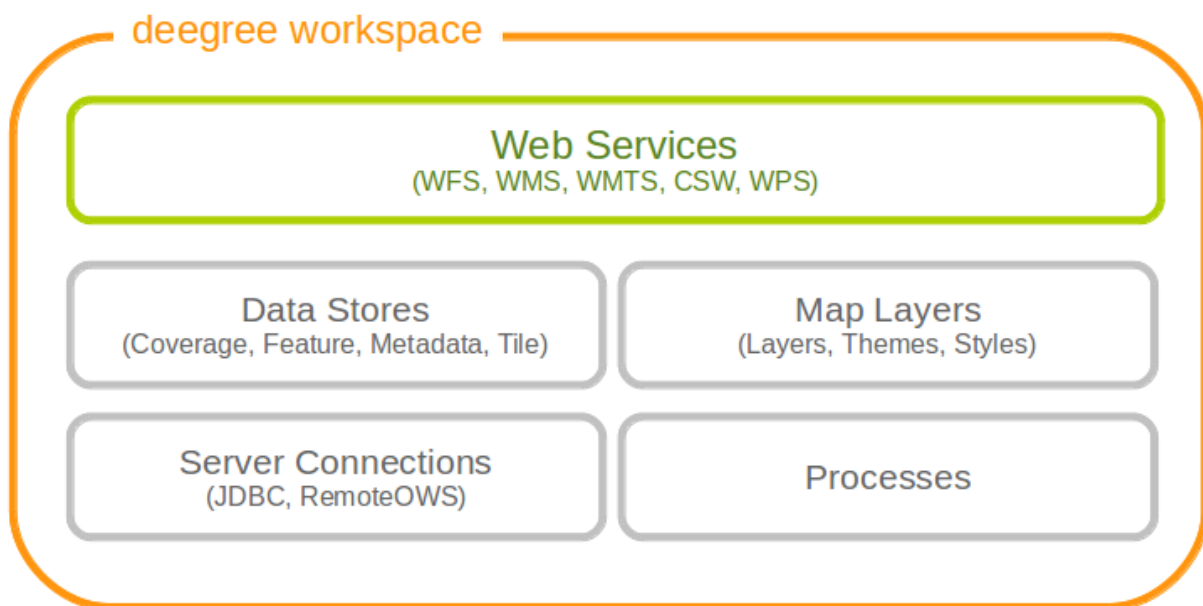 deegree workspace
Web Services
(WFS, WMS, WMTS, CSW, WPS)
Data Stores
(Coverage, Feature, Metadata, Tile)
Map Layers
(Layers, Themes, Styles)
Server Connections
(JDBC, RemoteOWS)
Processes